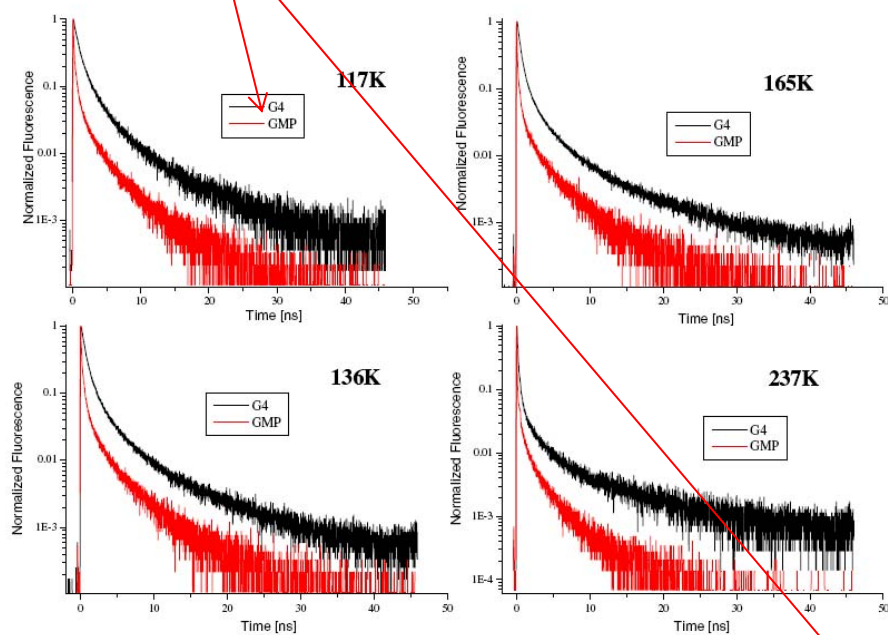 1
0.1
0.01
1E-3
0
10
20
30
40
50
Normalized Fluorescence
Time [ns]
117K
G4
GMP
1
0.1
0.01
1E-3
0
10
20
30
40
50
Normalized Fluorescence
Time [ns]
165K
G4
GMP
1
0.1
0.01
1E-3
0
10
20
30
40
50
Normalized Fluorescence
Time [ns]
136K
G4
GMP
1
0.1
0.01
1E-3
1E-4
0
10
20
30
40
50
Normalized Fluorescence
Time [ns]
237K
G4
GMP